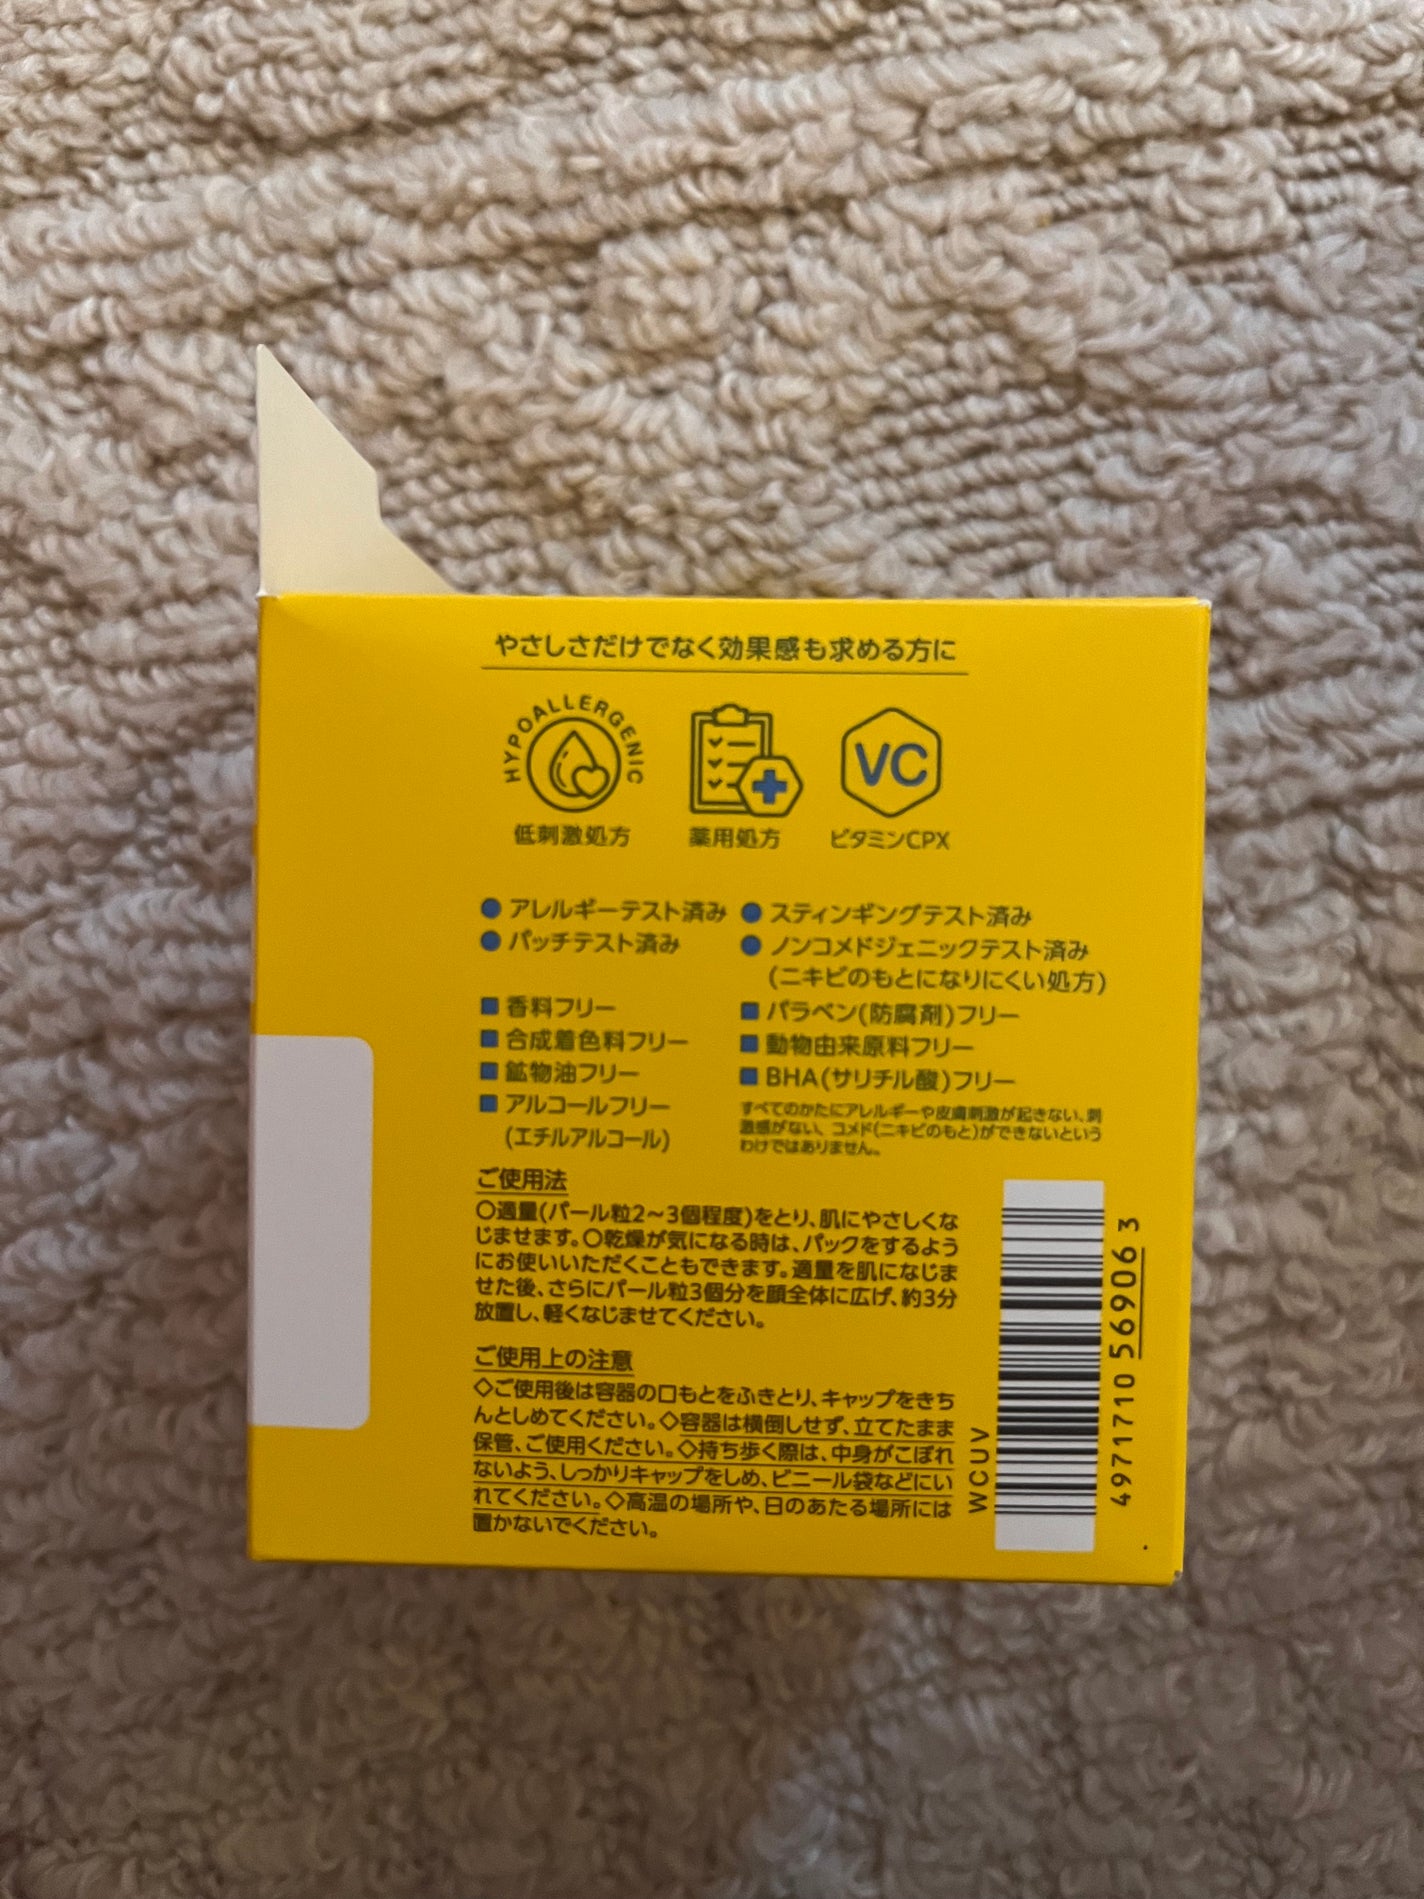 やさしさだけでなく効果感も求める方に
HYPOALLERGENIC
VC
低刺激処方
薬用処方
ビタミンCPX
● アレルギーテスト済み
● スティンギングテスト済み
● パッチテスト済み
● ノンコメドジェニックテスト済み
(ニキビのもとになりにくい処方)
■ 香料フリー
■ パラベン(防腐剤)フリー
■ 合成着色料フリー
■ 動物由来原料フリー
■ 鉱物油フリー
■ BHA(サリチル酸)フリー
■ アルコールフリー
(エチルアルコール)
すべてのかたにアレルギーや皮膚刺激が起きない、刺
激感がない、コメド(ニキビのもと)ができないという
わけではありません。
ご使用法
○適量(パール粒2～3個程度)をとり、肌にやさしくな
じませます。○乾燥が気になる時は、パックをするよう
にお使いいただくこともできます。適量を肌になじま
せた後、さらにパール粒3個分を顔全体に広げ、約3分
放置し、軽くなじませてください。
ご使用上の注意
◇ご使用後は容器の口もとをふきとり、キャップをきち
んとしめてください。◇容器は横倒しせず、立てたまま
保管、ご使用ください。◇持ち歩く際は、中身がこぼれ
ないよう、しっかりキャップをしめ、ビニール袋などにい
れてください。◇高温の場所や、日のあたる場所には
置かないでください。
WCUV
4971710 56906 3